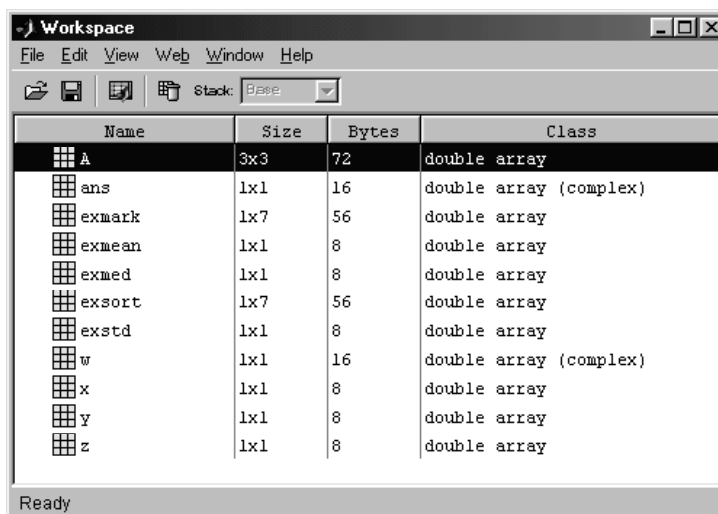 Workspace
File Edit View Web Window Help
Stack: Base
Name Size Bytes Class
A 3x3 72 double array
ans 1x1 16 double array (complex)
exmark 1x7 56 double array
exmean 1x1 8 double array
exmed 1x1 8 double array
exsort 1x7 56 double array
exstd 1x1 8 double array
w 1x1 16 double array (complex)
x 1x1 8 double array
y 1x1 8 double array
z 1x1 8 double array
Ready